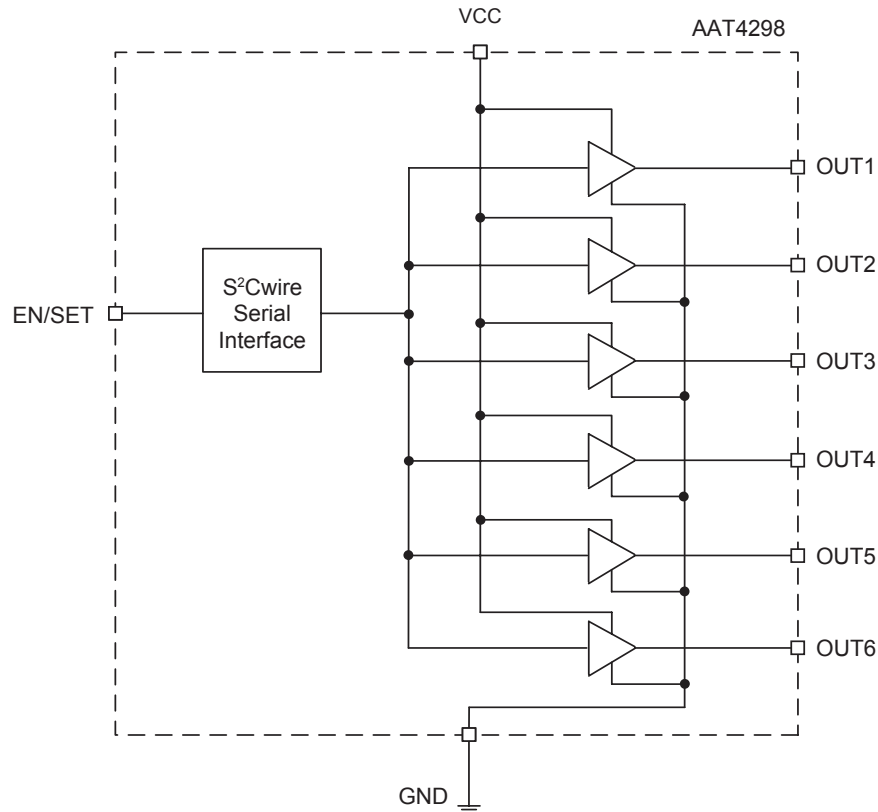 VCC
AAT4298
OUT1
OUT2
S²Cwire
Serial
Interface
EN/SET
OUT3
OUT4
OUT5
OUT6
GND